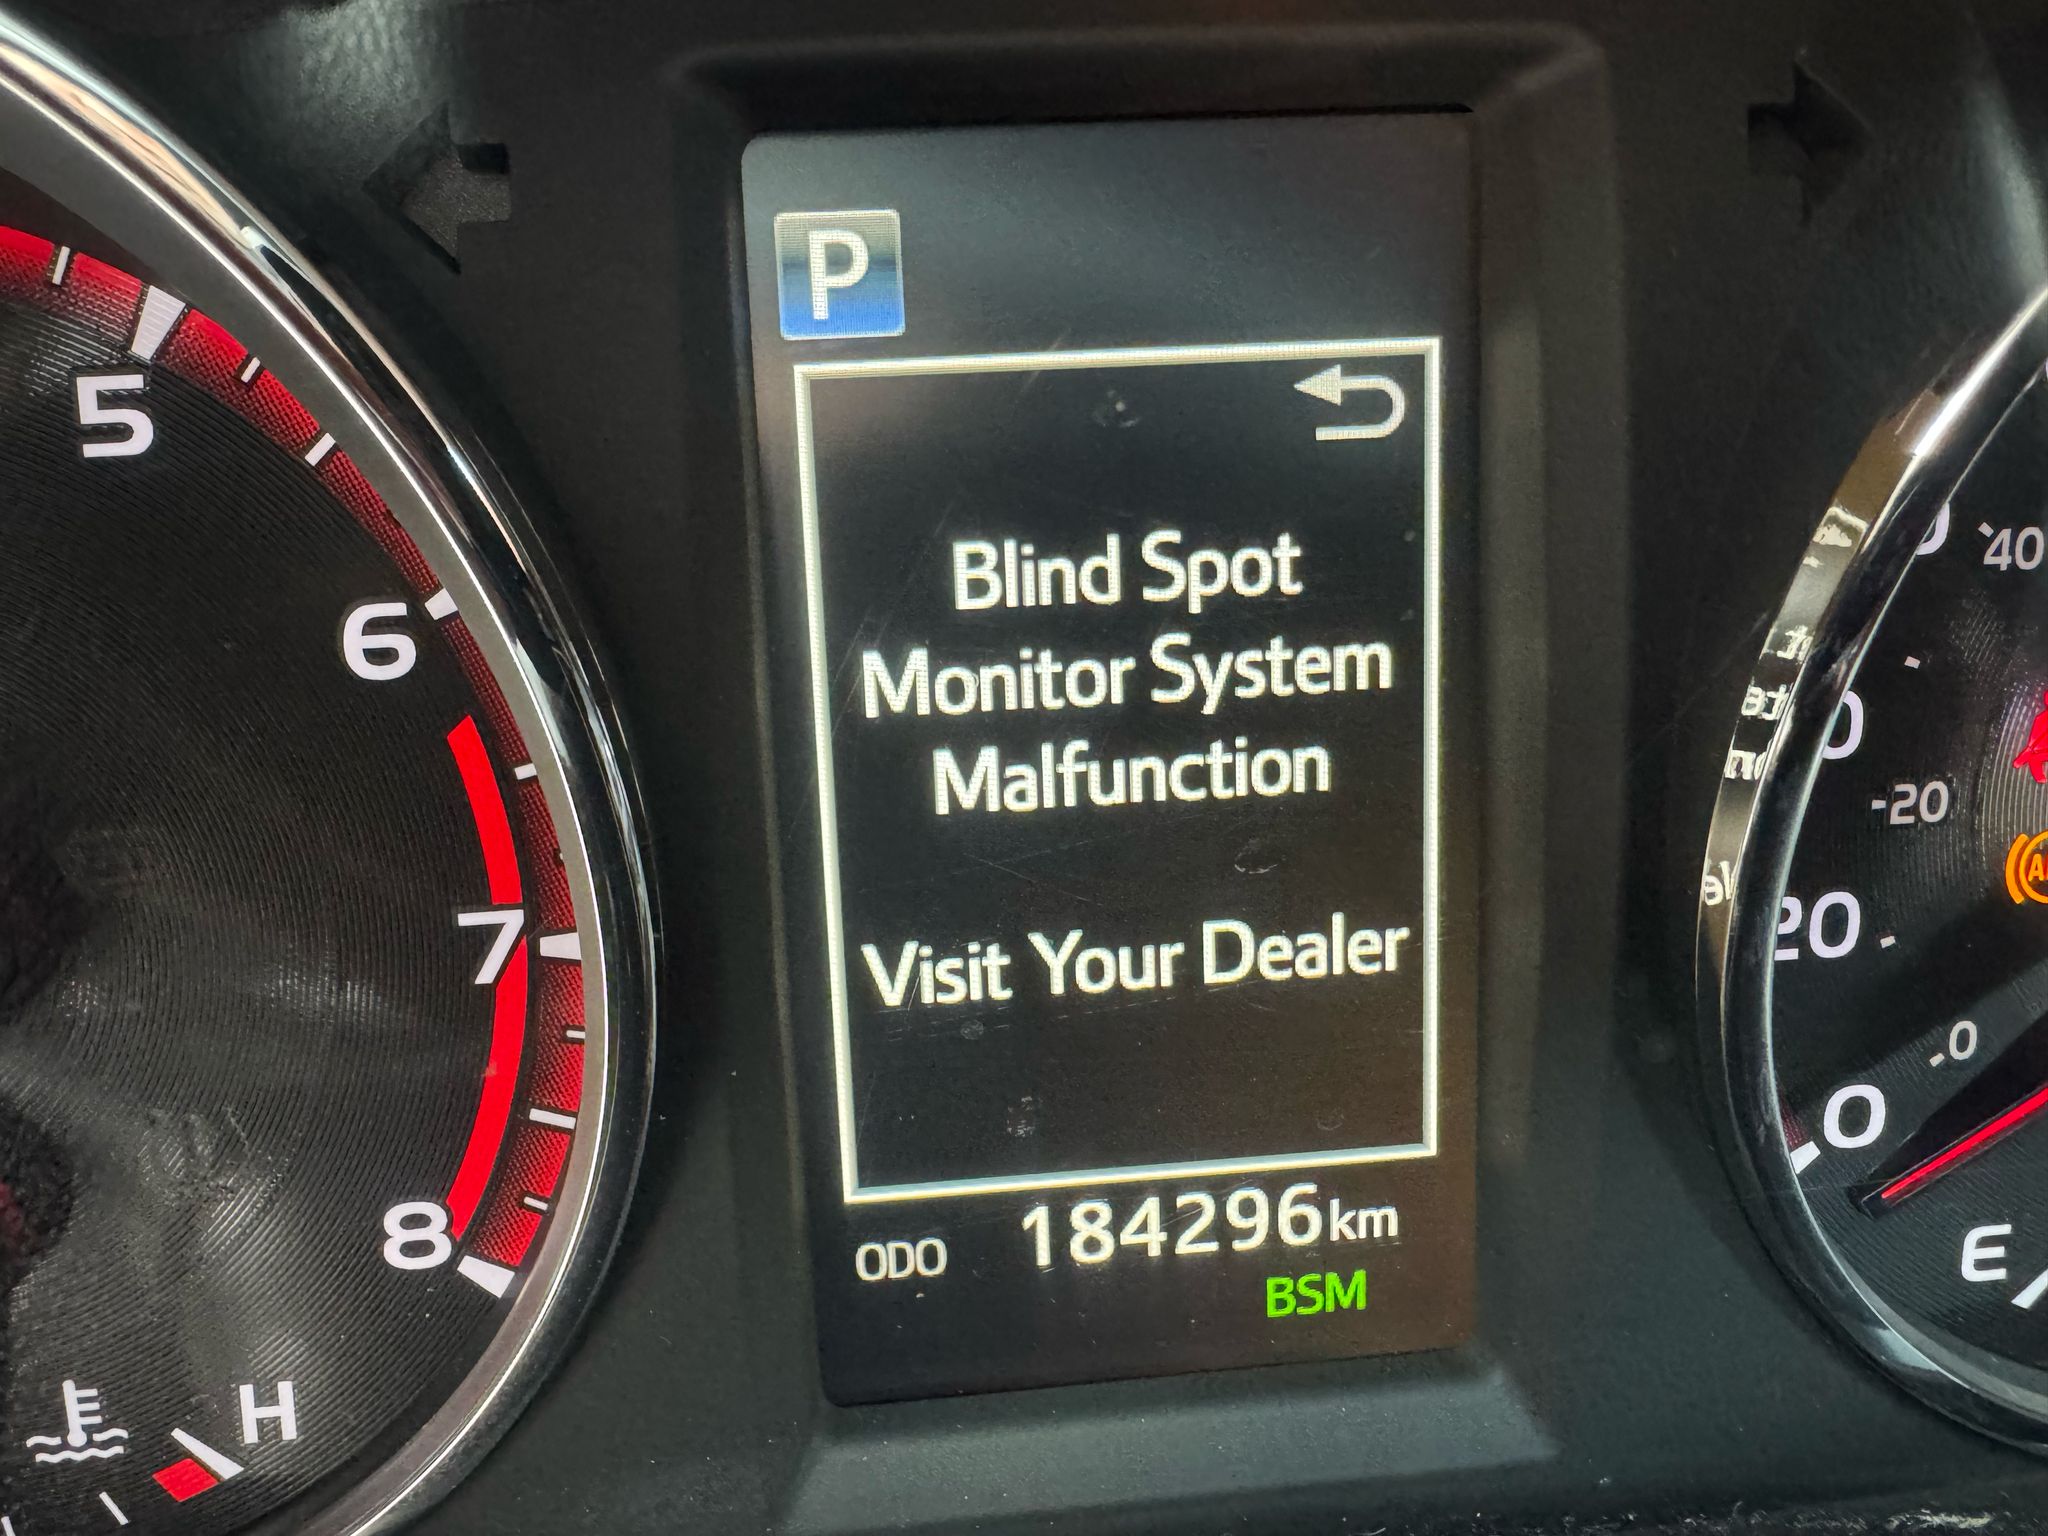 P
Blind Spot
Monitor System
Malfunction
Visit Your Dealer
ODO 184296km
BSM
5
6
7
8
H
40
20
20
0
0
E